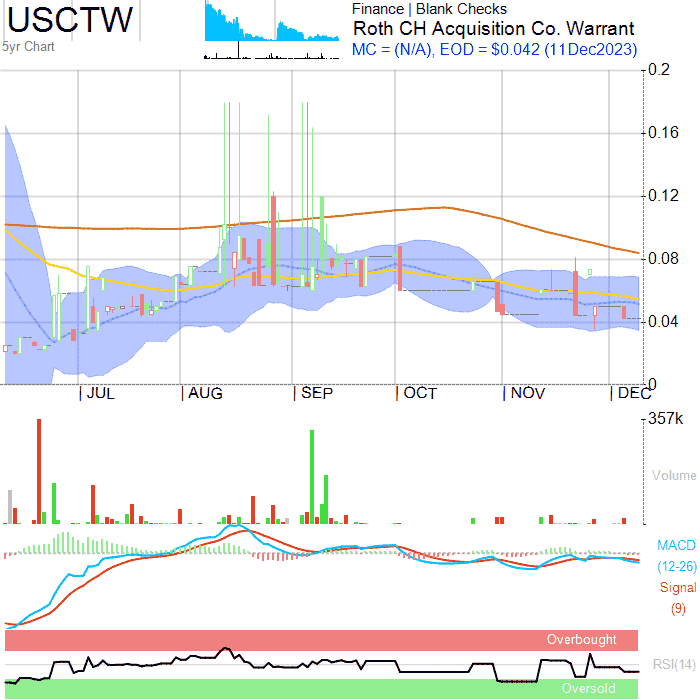 USCTW
5yr Chart
Finance | Blank Checks
Roth CH Acquisition Co. Warrant
MC = (N/A), EOD = $0.042 (11Dec2023)
0.2
0.16
0.12
0.08
0.04
0
JUL AUG SEP OCT NOV DEC
357k
Volume
MACD
(12-26)
Signal
(9)
Overbought
RSI(14)
Oversold